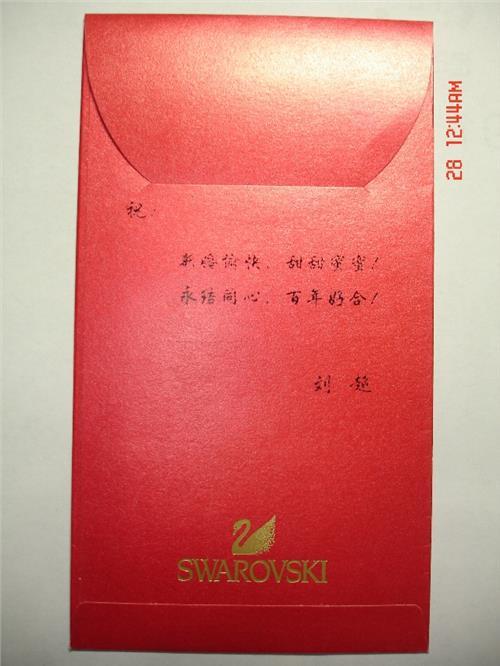 祝：
新婚愉快，甜甜蜜蜜！
永结同心，百年好合！
刘 超
SWAROVSKI
28 12:44AM